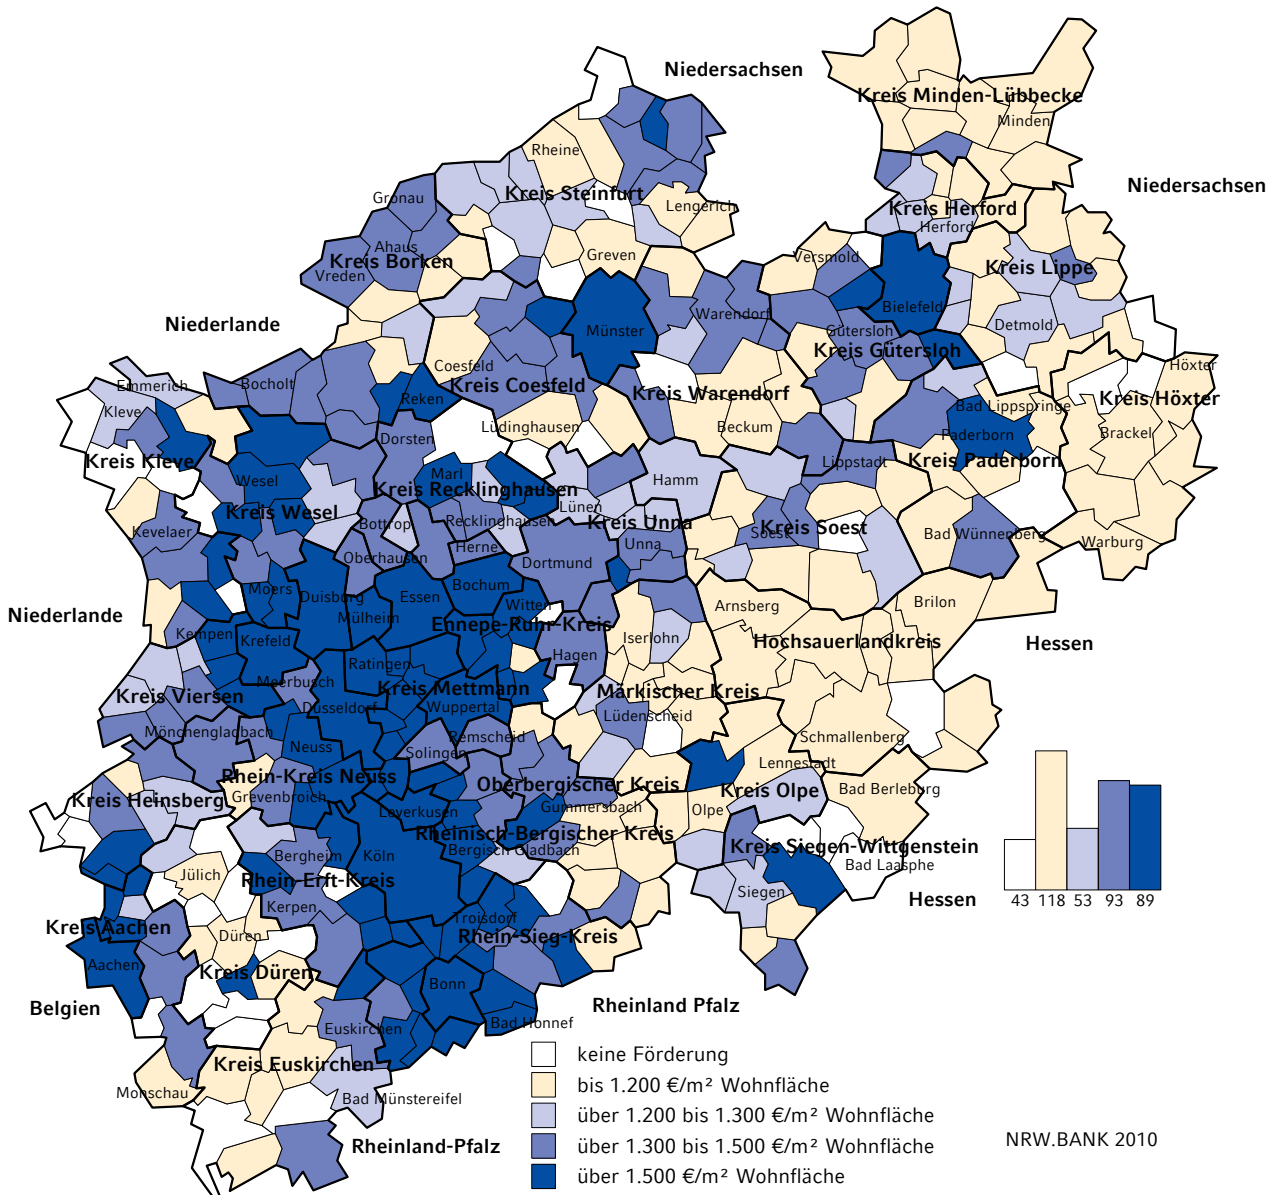 Niedersachsen
Kreis Minden-Lübbecke
Minden
Rheine
Niedersachsen
Kreis Steinfurt
Gronau
Lengerich
Kreis Herford
Herford
Ahaus
Kreis Borken
Vreden
Greven
Versmold
Kreis Lippe
Bielefeld
Niederlande
Münster
Warendorf
Gütersloh
Detmold
Kreis Gütersloh
Coesfeld
Höxter
Emmerich
Bocholt
Kreis Coesfeld
Kreis Warendorf
Reken
Kreis Höxter
Kleve
Bad Lippspringe
Lüdinghausen
Beckum
Paderborn
Brackel
Dorsten
Kreis Kleve
Lippstadt
Kreis Paderborn
Marl
Wesel
Hamm
Kreis Recklinghausen
Kreis Wesel
Lünen
Bottrop
Recklinghausen
Kreis Unna
Kreis Soest
Kevelaer
Soest
Bad Wünnenberg
Herne
Unna
Warburg
Oberhausen
Dortmund
Moers
Duisburg
Essen
Bochum
Niederlande
Witten
Arnsberg
Brilon
Mülheim
Ennepe-Ruhr-Kreis
Kempen
Krefeld
Iserlohn
Hochsauerlandkreis
Hessen
Hagen
Ratingen
Meerbusch
Kreis Viersen
Kreis Mettmann
Märkischer Kreis
Düsseldorf
Wuppertal
Lüdenscheid
Mönchengladbach
Remscheid
Schmallenberg
Neuss
Solingen
Lennestadt
Rhein-Kreis Neuss
Oberbergischer Kreis
Kreis Olpe
Bad Berleburg
Kreis Heinsberg
Grevenbroich
Gummersbach
Olpe
Leverkusen
Rheinisch-Bergischer Kreis
Kreis Siegen-Wittgenstein
Bergisch Gladbach
Bergheim
Köln
Bad Laasphe
Jülich
Rhein-Erft-Kreis
Siegen
Hessen
43 118 53 93 89
Kerpen
Troisdorf
Kreis Aachen
Düren
Rhein-Sieg-Kreis
Aachen
Kreis Düren
Bonn
Belgien
Rheinland Pfalz
Euskirchen
Bad Honnef
keine Förderung
Kreis Euskirchen
bis 1.200 €/m² Wohnfläche
Monschau
Bad Münstereifel
über 1.200 bis 1.300 €/m² Wohnfläche
Rheinland-Pfalz
über 1.300 bis 1.500 €/m² Wohnfläche
NRW.BANK 2010
über 1.500 €/m² Wohnfläche